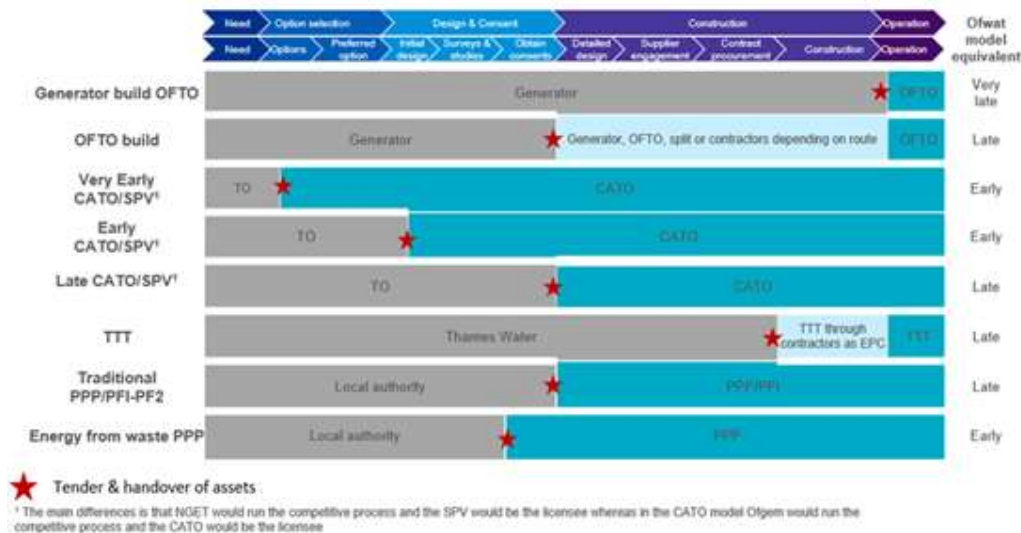 Need Option selection Design & Consent Construction Operation
Ofwat model equivalent
Need Options Preferred option Initial design Surveys & studies Obtain consents Detailed design Supplier engagement Contract procurement Construction Operation
Generator build OFTO Generator OFTO Very late
OFTO build Generator Generator, OFTO, split or contractors depending on route OFTO Late
Very Early CATO/SPV¹ TO CATO Early
Early CATO/SPV¹ TO CATO Early
Late CATO/SPV¹ TO CATO Late
TTT Thames Water TTT through contractors as EPC TTT Late
Traditional PPP/PFI-PF2 Local authority PPP/PFI Late
Energy from waste PPP Local authority PPP Early
Tender & handover of assets
¹ The main differences is that NGET would run the competitive process and the SPV would be the licensee whereas in the CATO model Ofgem would run the
competitive process and the CATO would be the licensee